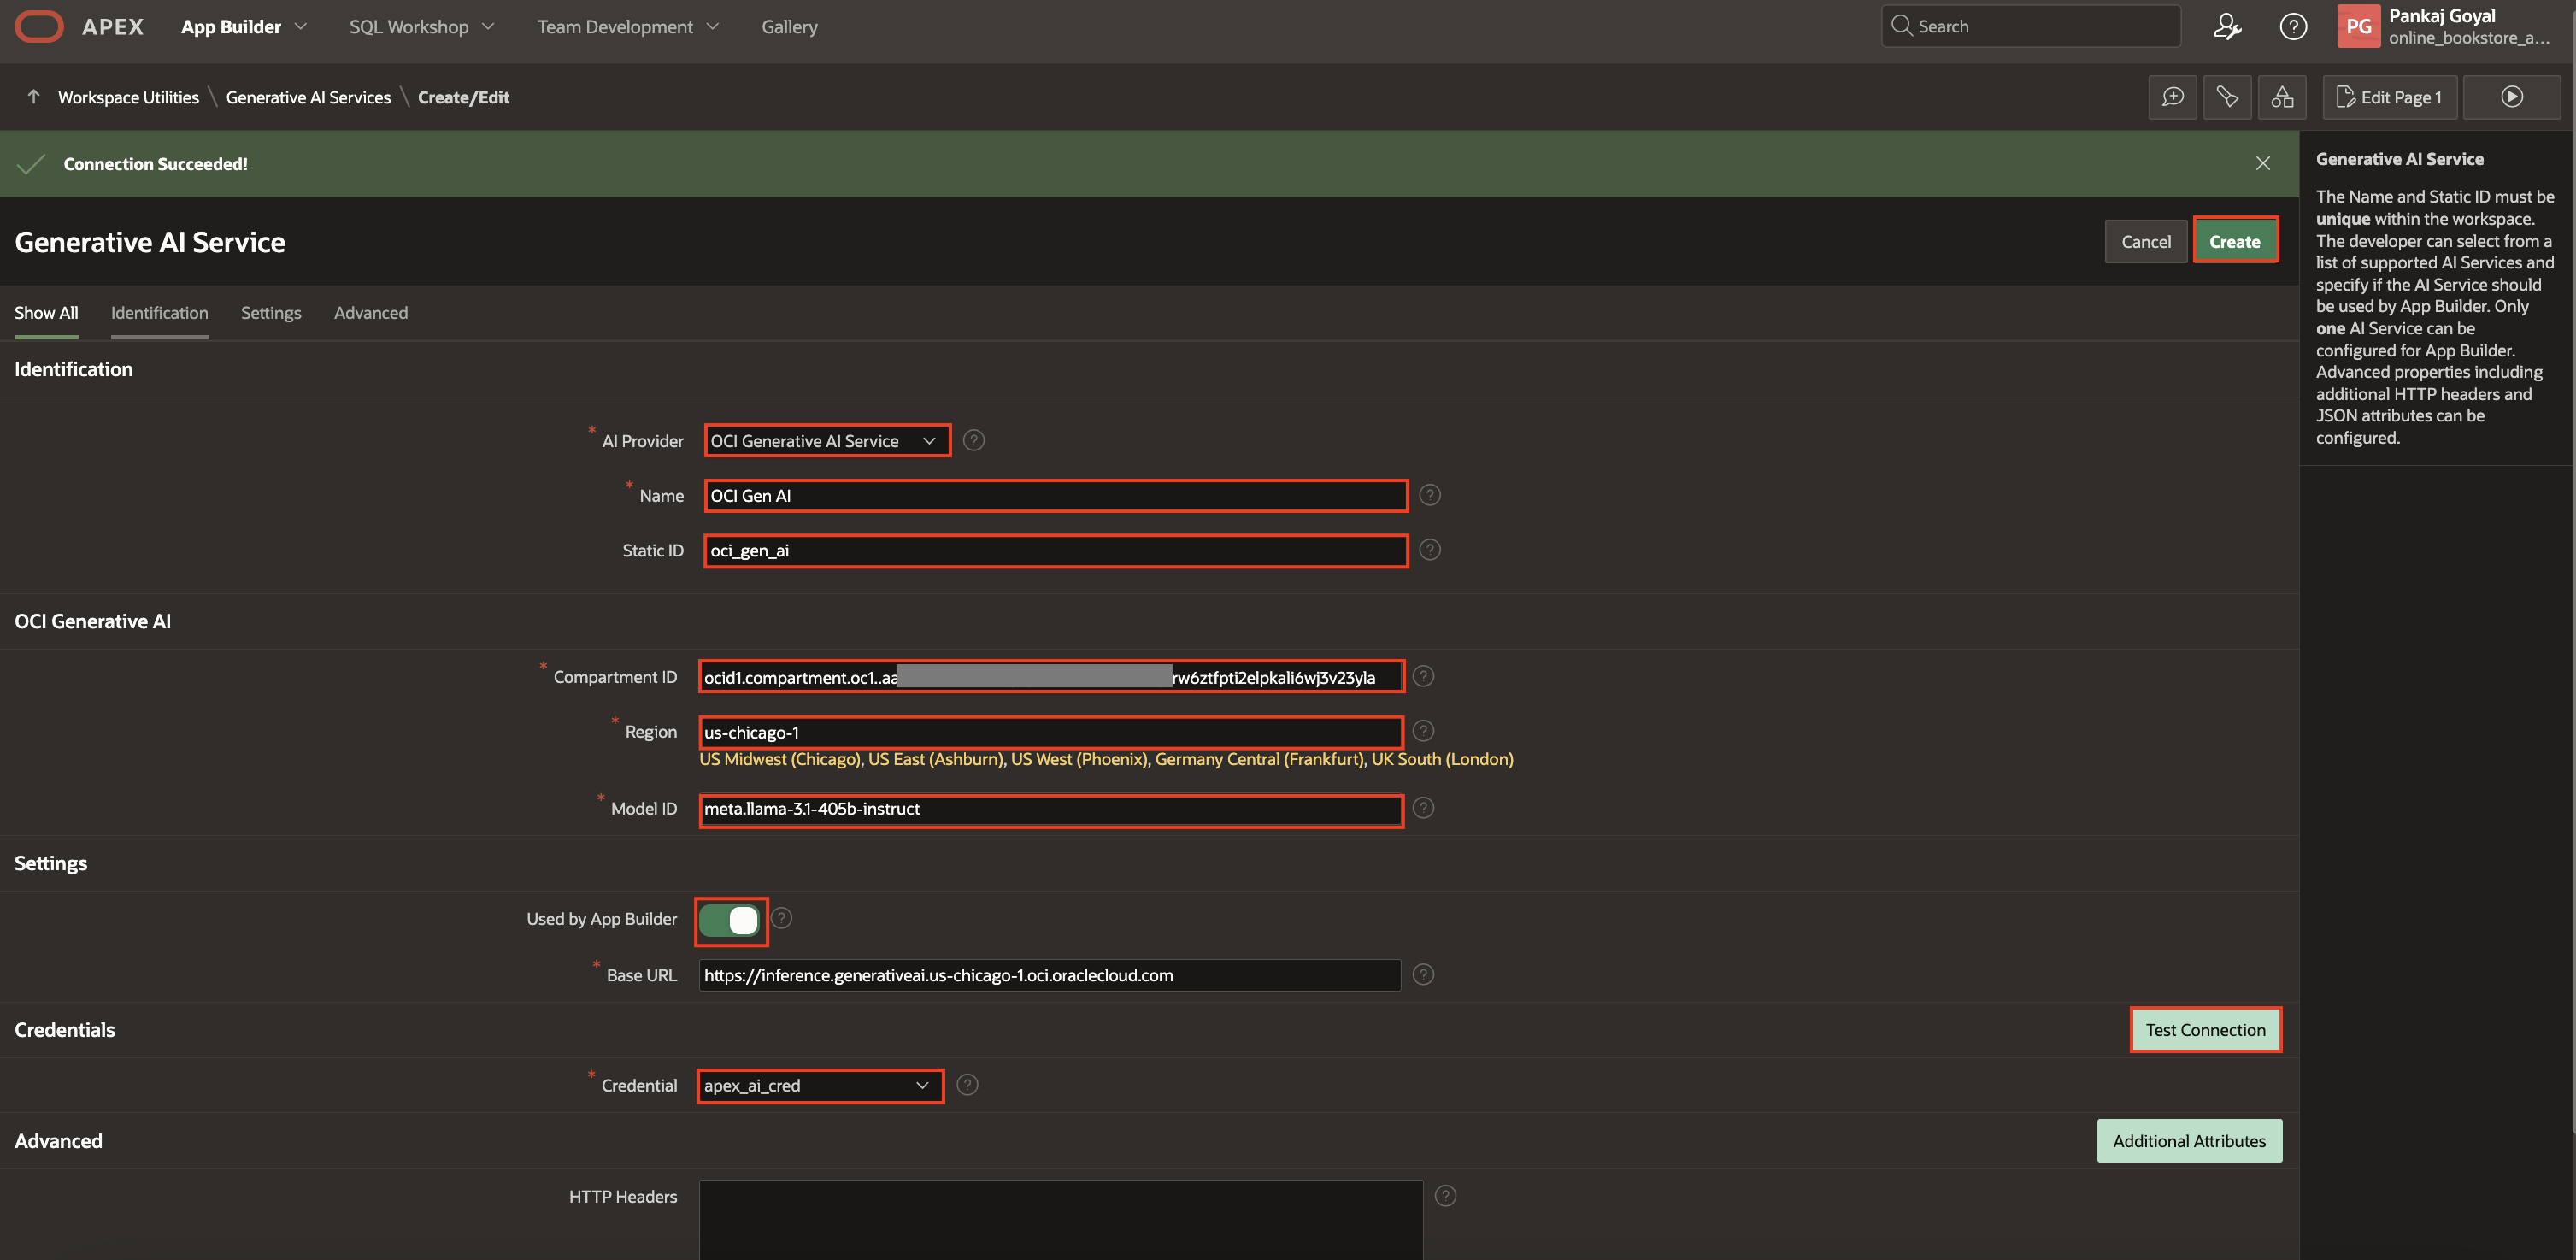 APEX App Builder SQL Workshop Team Development Gallery Search PG Pankaj Goyal
online_bookstore_a...
Workspace Utilities \ Generative AI Services \ Create/Edit Edit Page 1
Connection Succeeded!
Generative AI Service
Cancel Create
Show All Identification Settings Advanced
Identification
* AI Provider OCI Generative AI Service
* Name OCI Gen AI
Static ID oci_gen_ai
OCI Generative AI
* Compartment ID ocid1.compartment.oc1..aa rw6ztfpti2elpkali6wj3v23yla
* Region us-chicago-1
US Midwest (Chicago), US East (Ashburn), US West (Phoenix), Germany Central (Frankfurt), UK South (London)
* Model ID meta.llama-3.1-405b-instruct
Settings
Used by App Builder
* Base URL https://inference.generativeai.us-chicago-1.oci.oraclecloud.com
Credentials Test Connection
* Credential apex_ai_cred
Advanced Additional Attributes
HTTP Headers
Generative AI Service
The Name and Static ID must be
unique within the workspace.
The developer can select from a
list of supported AI Services and
specify if the AI Service should
be used by App Builder. Only
one AI Service can be
configured for App Builder.
Advanced properties including
additional HTTP headers and
JSON attributes can be
configured.